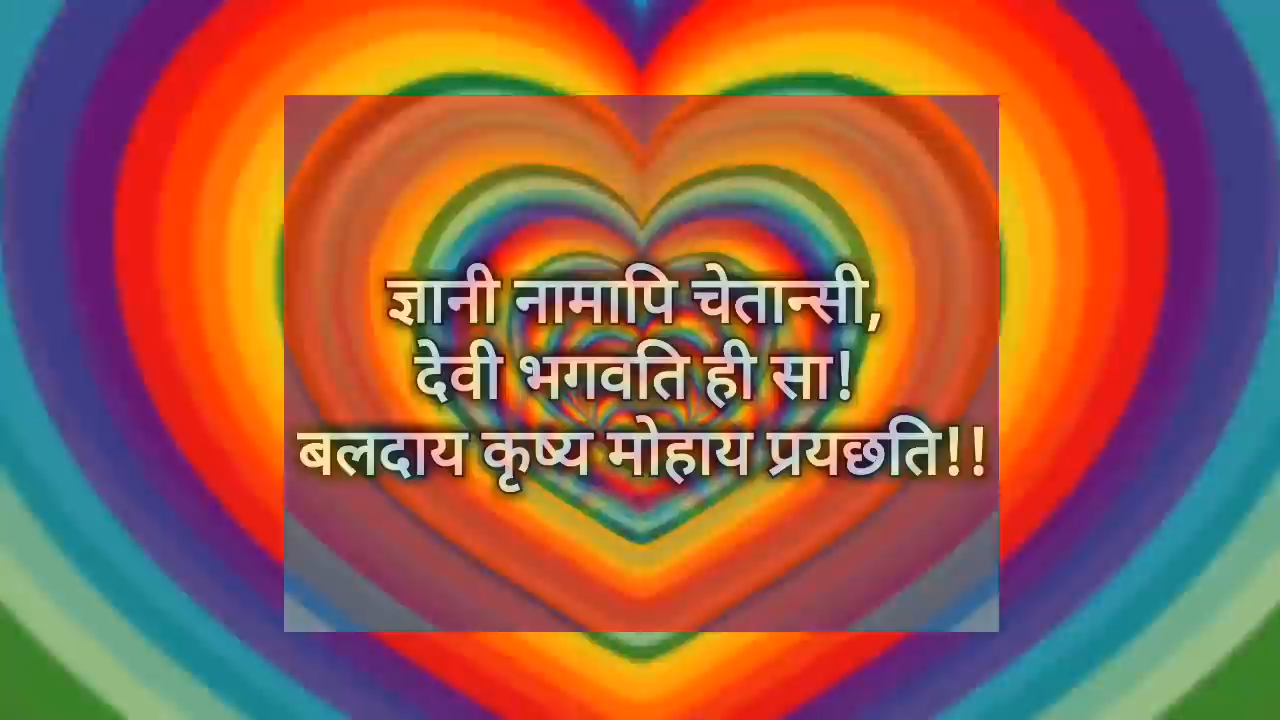 ज्ञानी नामापि चेतान्सी,
देवी भगवति ही सा!
बलदाय कृष्य मोहाय प्रयछति!!